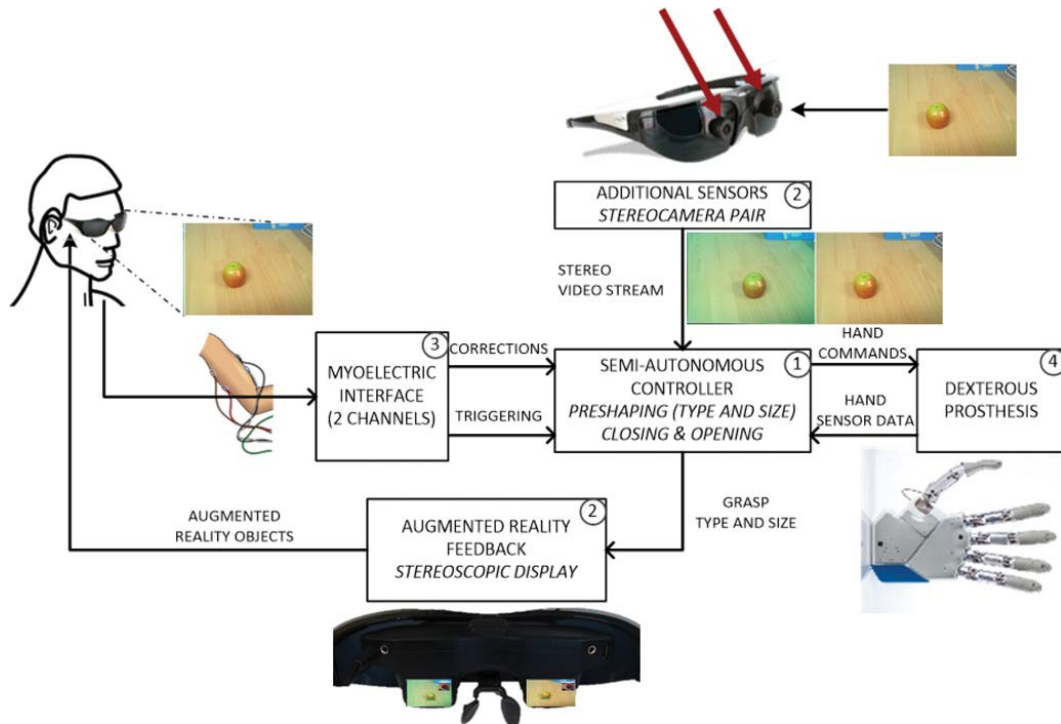 ADDITIONAL SENSORS
STEREOCAMERA PAIR
2
STEREO
VIDEO STREAM
3
MYOELECTRIC
INTERFACE
(2 CHANNELS)
CORRECTIONS
TRIGGERING
1
SEMI-AUTONOMOUS
CONTROLLER
PRESHAPING (TYPE AND SIZE)
CLOSING & OPENING
HAND
COMMANDS
HAND
SENSOR DATA
4
DEXTEROUS
PROSTHESIS
GRASP
TYPE AND SIZE
2
AUGMENTED REALITY
FEEDBACK
STEREOSCOPIC DISPLAY
AUGMENTED
REALITY OBJECTS